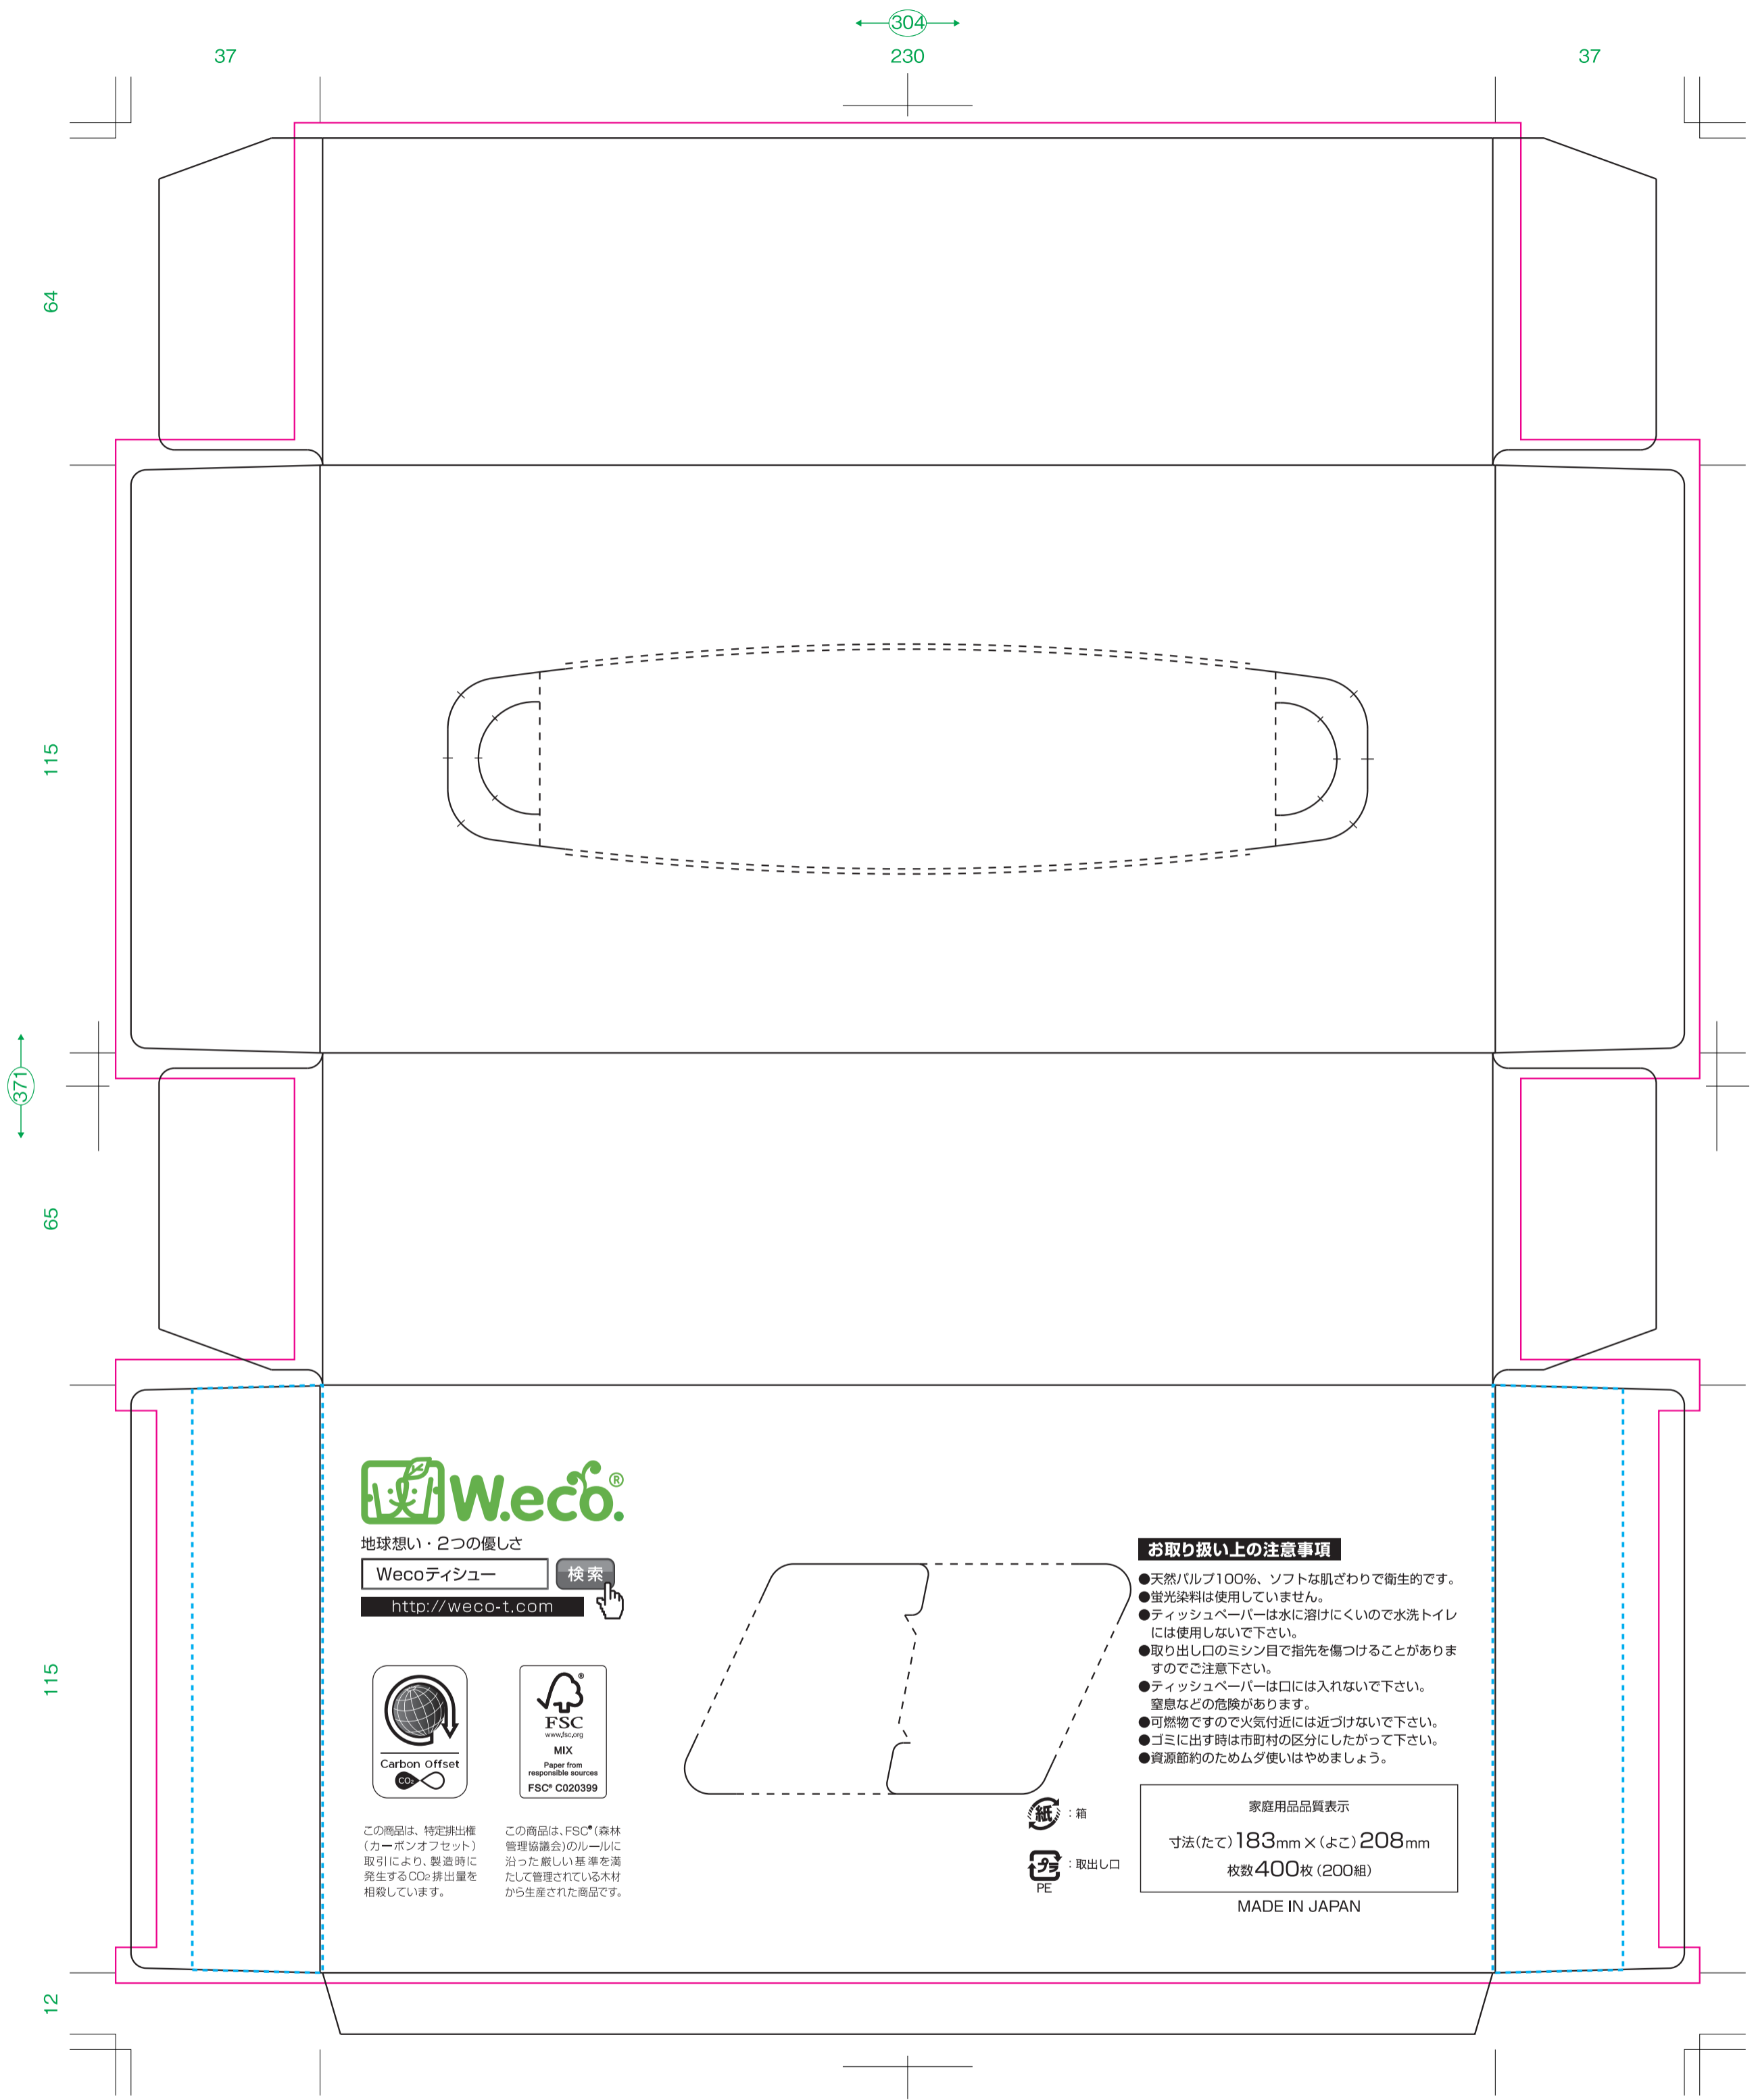 304
37
230
37
64
115
371
65
115
12
W.eco.®
地球想い・2つの優しさ
Wecoティシュー
検索
http://weco-t.com
Carbon Offset
CO₂
®
FSC
www.fsc.org
MIX
Paper from
responsible sources
FSC® C020399
この商品は、特定排出権
(カーボンオフセット)
取引により、製造時に
発生するCO₂排出量を
相殺しています。
この商品は、FSC®(森林
管理協議会)のルールに
沿った厳しい基準を満
たして管理されている木材
から生産された商品です。
紙
:箱
プラ
:取出し口
PE
お取り扱い上の注意事項
●天然パルプ100%、ソフトな肌ざわりで衛生的です。
●蛍光染料は使用していません。
●ティッシュペーパーは水に溶けにくいので水洗トイレ
には使用しないで下さい。
●取り出し口のミシン目で指先を傷つけることがありま
すのでご注意下さい。
●ティッシュペーパーは口には入れないで下さい。
窒息などの危険があります。
●可燃物ですので火気付近には近づけないで下さい。
●ゴミに出す時は市町村の区分にしたがって下さい。
●資源節約のためムダ使いはやめましょう。
家庭用品品質表示
寸法(たて)183mm×(よこ)208mm
枚数400枚(200組)
MADE IN JAPAN